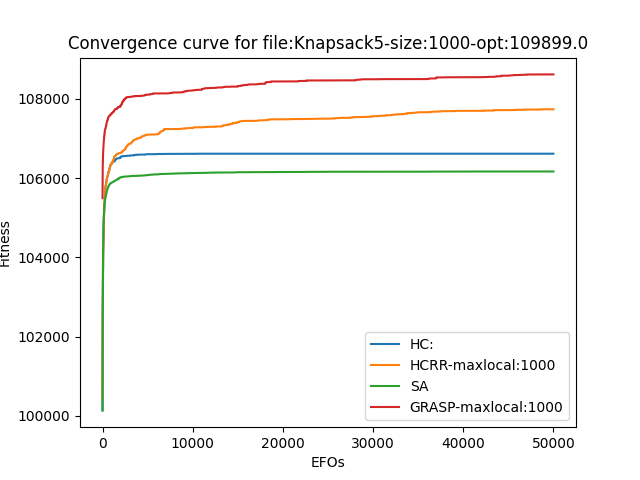 Convergence curve for file:Knapsack5-size:1000-opt:109899.0
108000
106000
104000
102000
100000
Fitness
0
10000
20000
30000
40000
50000
EFOs
HC:
HCRR-maxlocal:1000
SA
GRASP-maxlocal:1000